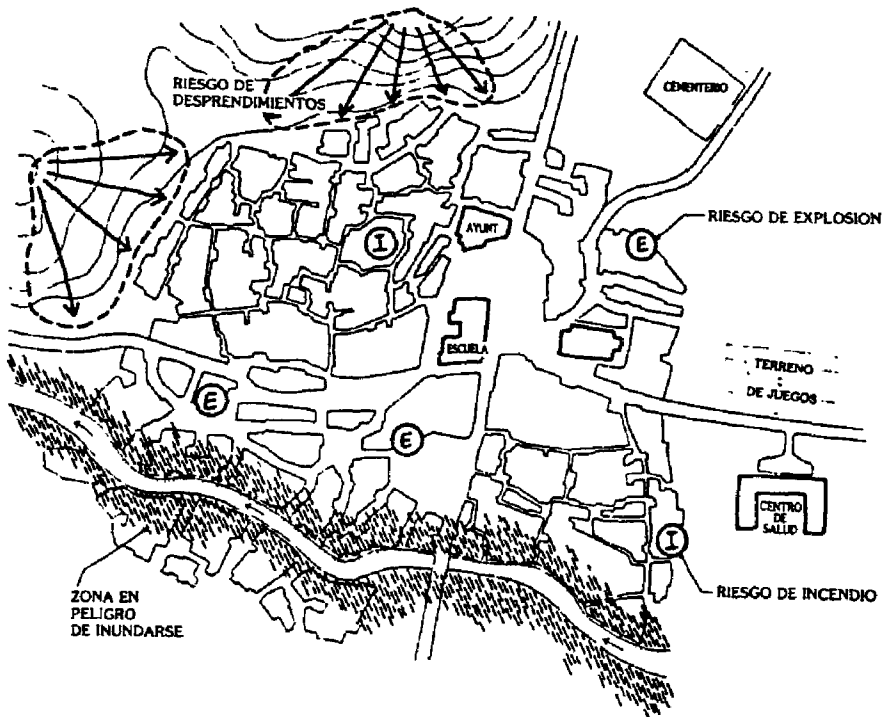 RIESGO DE
DESPRENDIMIENTOS
CEMENTERIO
RIESGO DE EXPLOSION
E
AYUNT
I
ESCUELA
TERRENO
DE JUEGOS
E
E
CENTRO
DE
SALUD
I
RIESGO DE INCENDIO
ZONA EN
PELIGRO
DE INUNDARSE